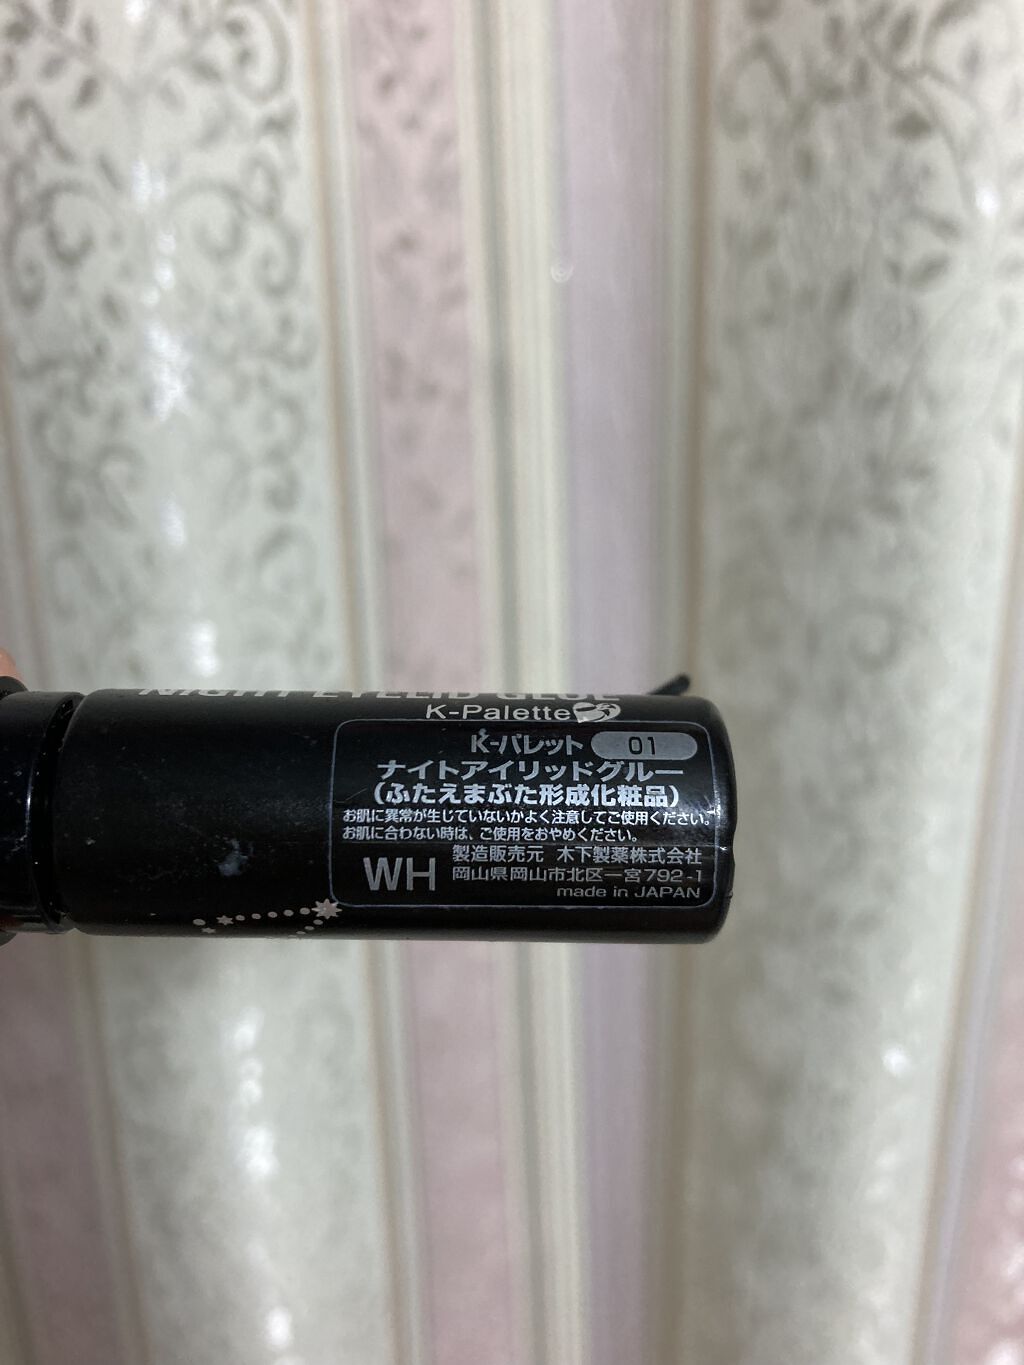 NIGHT EYELID GLUE
K-Palette
K-パレット 01
ナイトアイリッドグルー
(ふたえまぶた形成化粧品)
お肌に異常が生じていないかよく注意してご使用ください。
お肌に合わない時は、ご使用をおやめください。
WH
製造販売元 木下製薬株式会社
岡山県岡山市北区一宮792-1
made in JAPAN